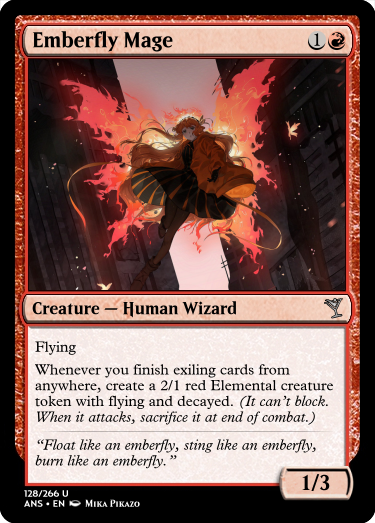 Emberfly Mage 1
Creature — Human Wizard
Flying
Whenever you finish exiling cards from
anywhere, create a 2/1 red Elemental creature
token with flying and decayed. (It can't block.
When it attacks, sacrifice it at end of combat.)
"Float like an emberfly, sting like an emberfly,
burn like an emberfly."
1/3
128/266 U
ANS • EN Mika Pikazo